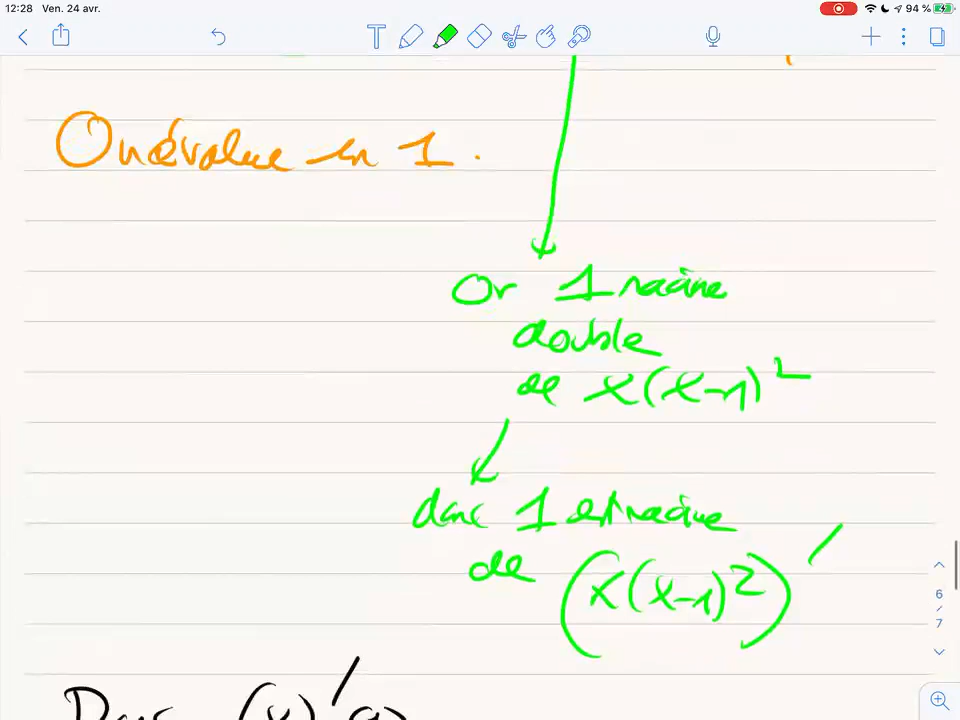 12:28 Ven. 24 avr.
94 %
On évalue en 1.
Or 1 racine
double
de X(X-1)²
donc 1 est racine
de (X(X-1)²)'
6
/
7